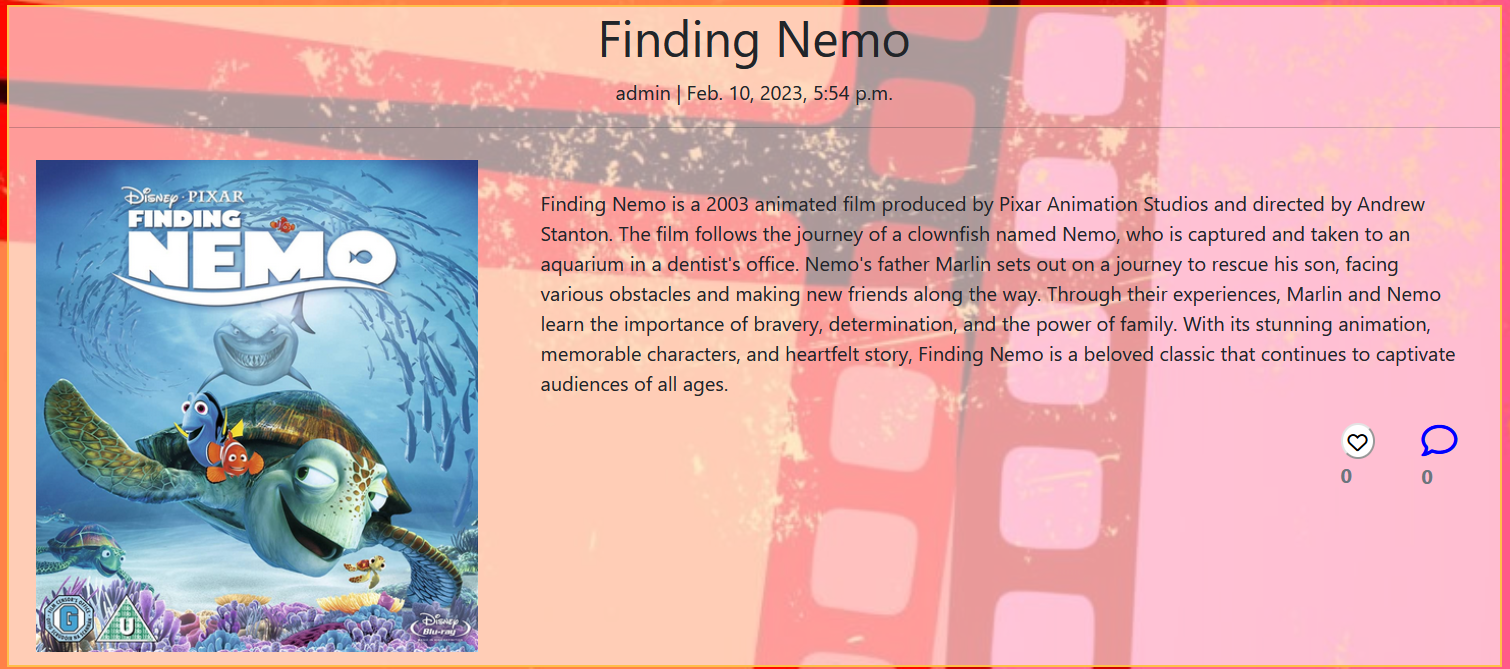 Finding Nemo
admin | Feb. 10, 2023, 5:54 p.m.
DISNEY · PIXAR
FINDING
NEMO
Finding Nemo is a 2003 animated film produced by Pixar Animation Studios and directed by Andrew
Stanton. The film follows the journey of a clownfish named Nemo, who is captured and taken to an
aquarium in a dentist's office. Nemo's father Marlin sets out on a journey to rescue his son, facing
various obstacles and making new friends along the way. Through their experiences, Marlin and Nemo
learn the importance of bravery, determination, and the power of family. With its stunning animation,
memorable characters, and heartfelt story, Finding Nemo is a beloved classic that continues to captivate
audiences of all ages.
0 0
G
U
Disney
Blu-ray